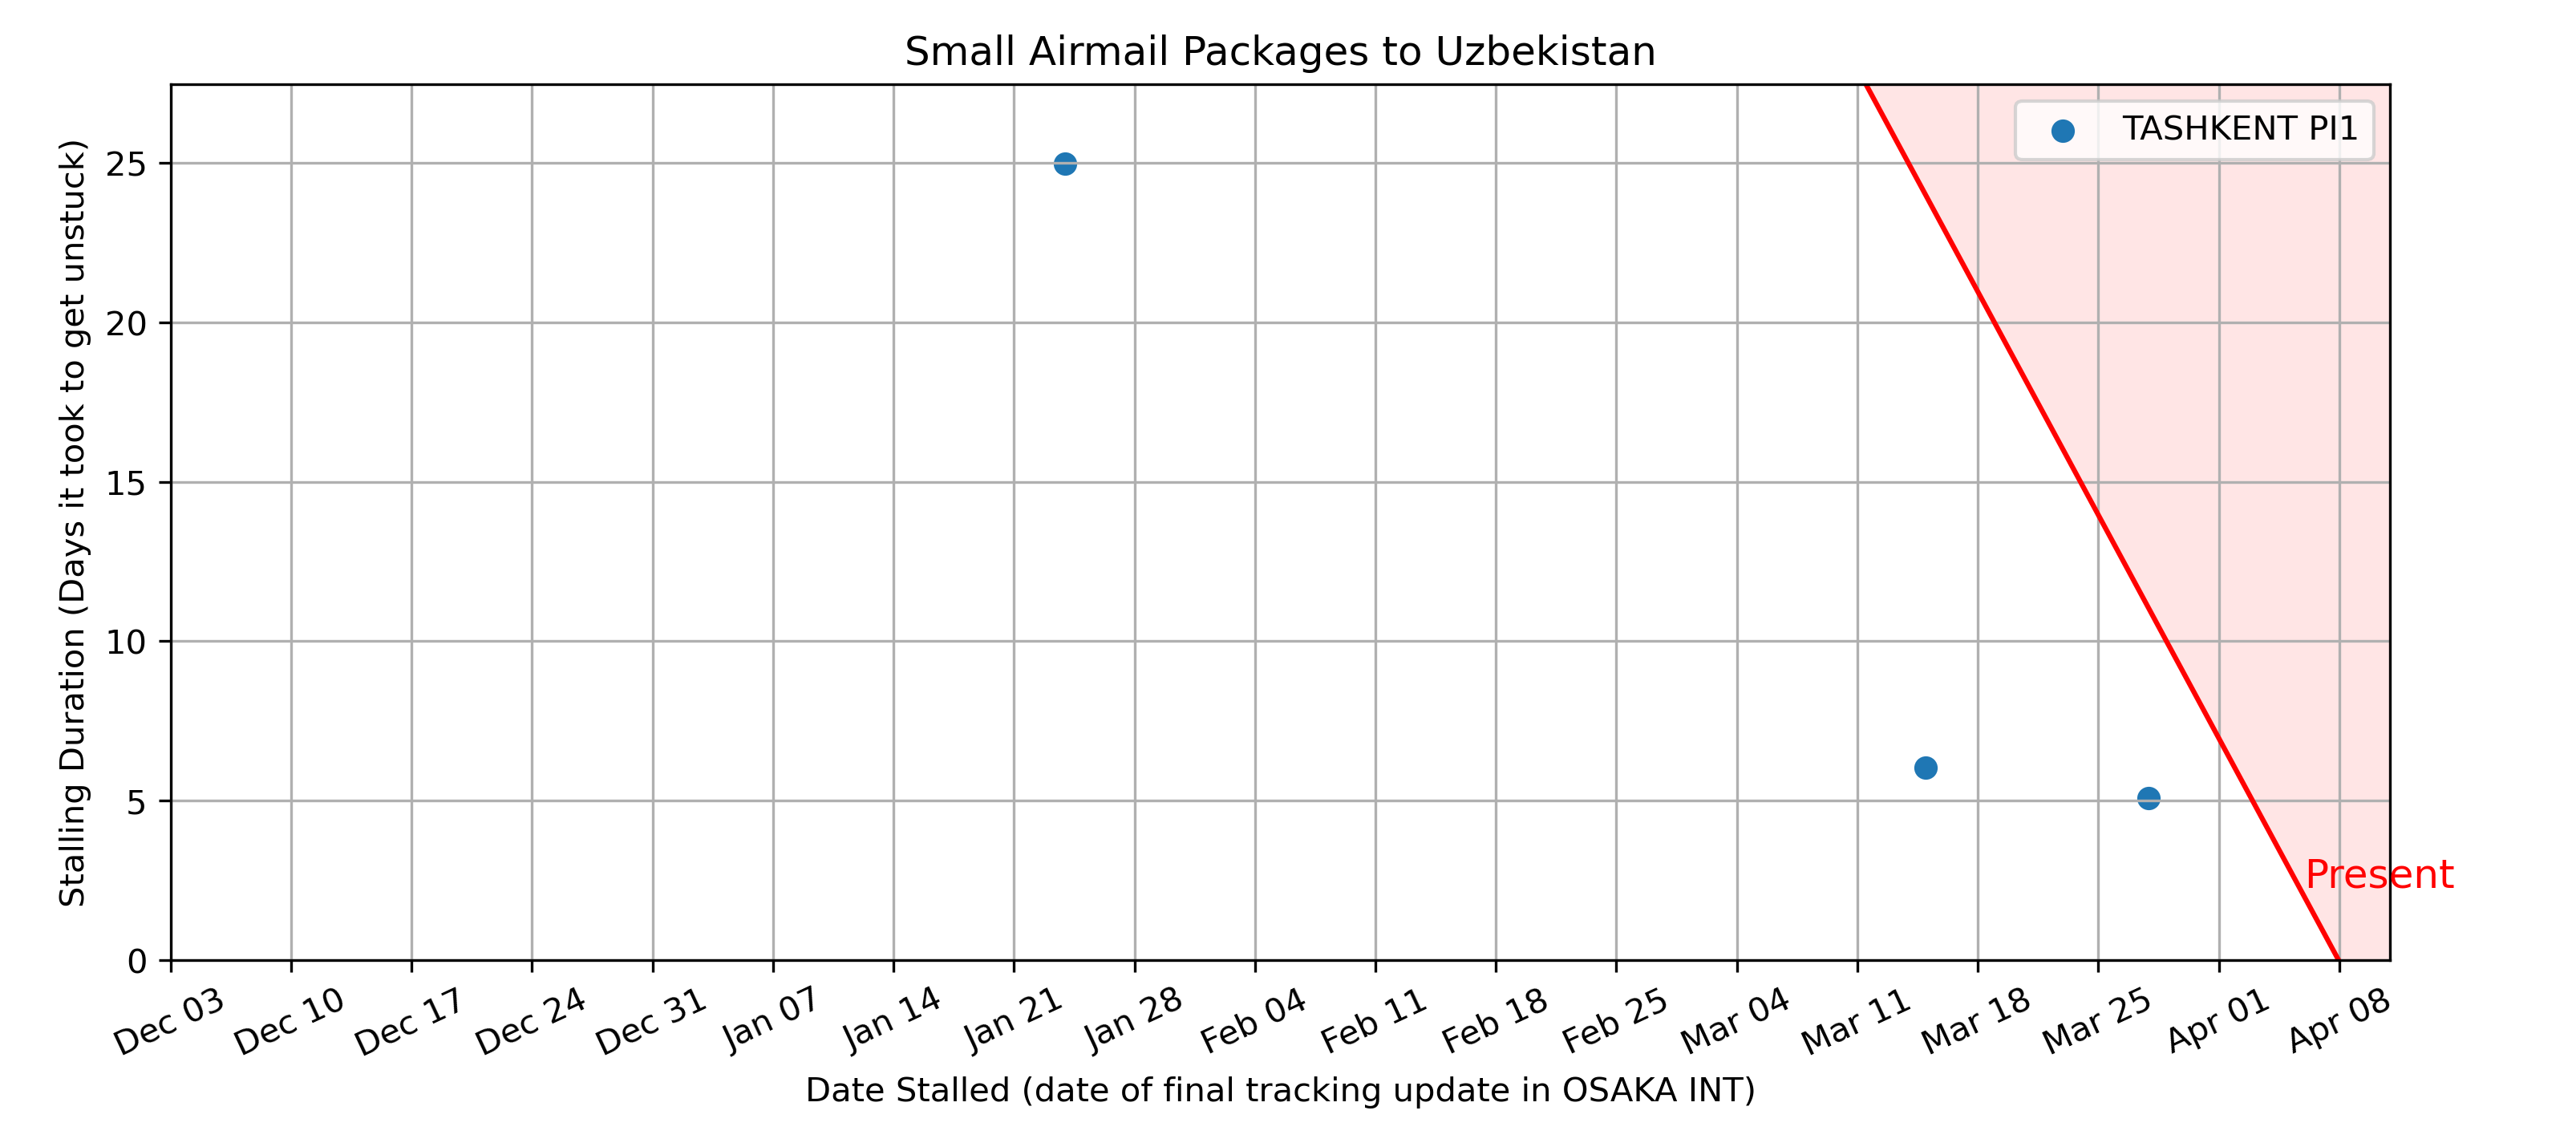 Small Airmail Packages to Uzbekistan
TASHKENT PI1
Stalling Duration (Days it took to get unstuck)
25
20
15
10
5
0
Present
Dec 03
Dec 10
Dec 17
Dec 24
Dec 31
Jan 07
Jan 14
Jan 21
Jan 28
Feb 04
Feb 11
Feb 18
Feb 25
Mar 04
Mar 11
Mar 18
Mar 25
Apr 01
Apr 08
Date Stalled (date of final tracking update in OSAKA INT)